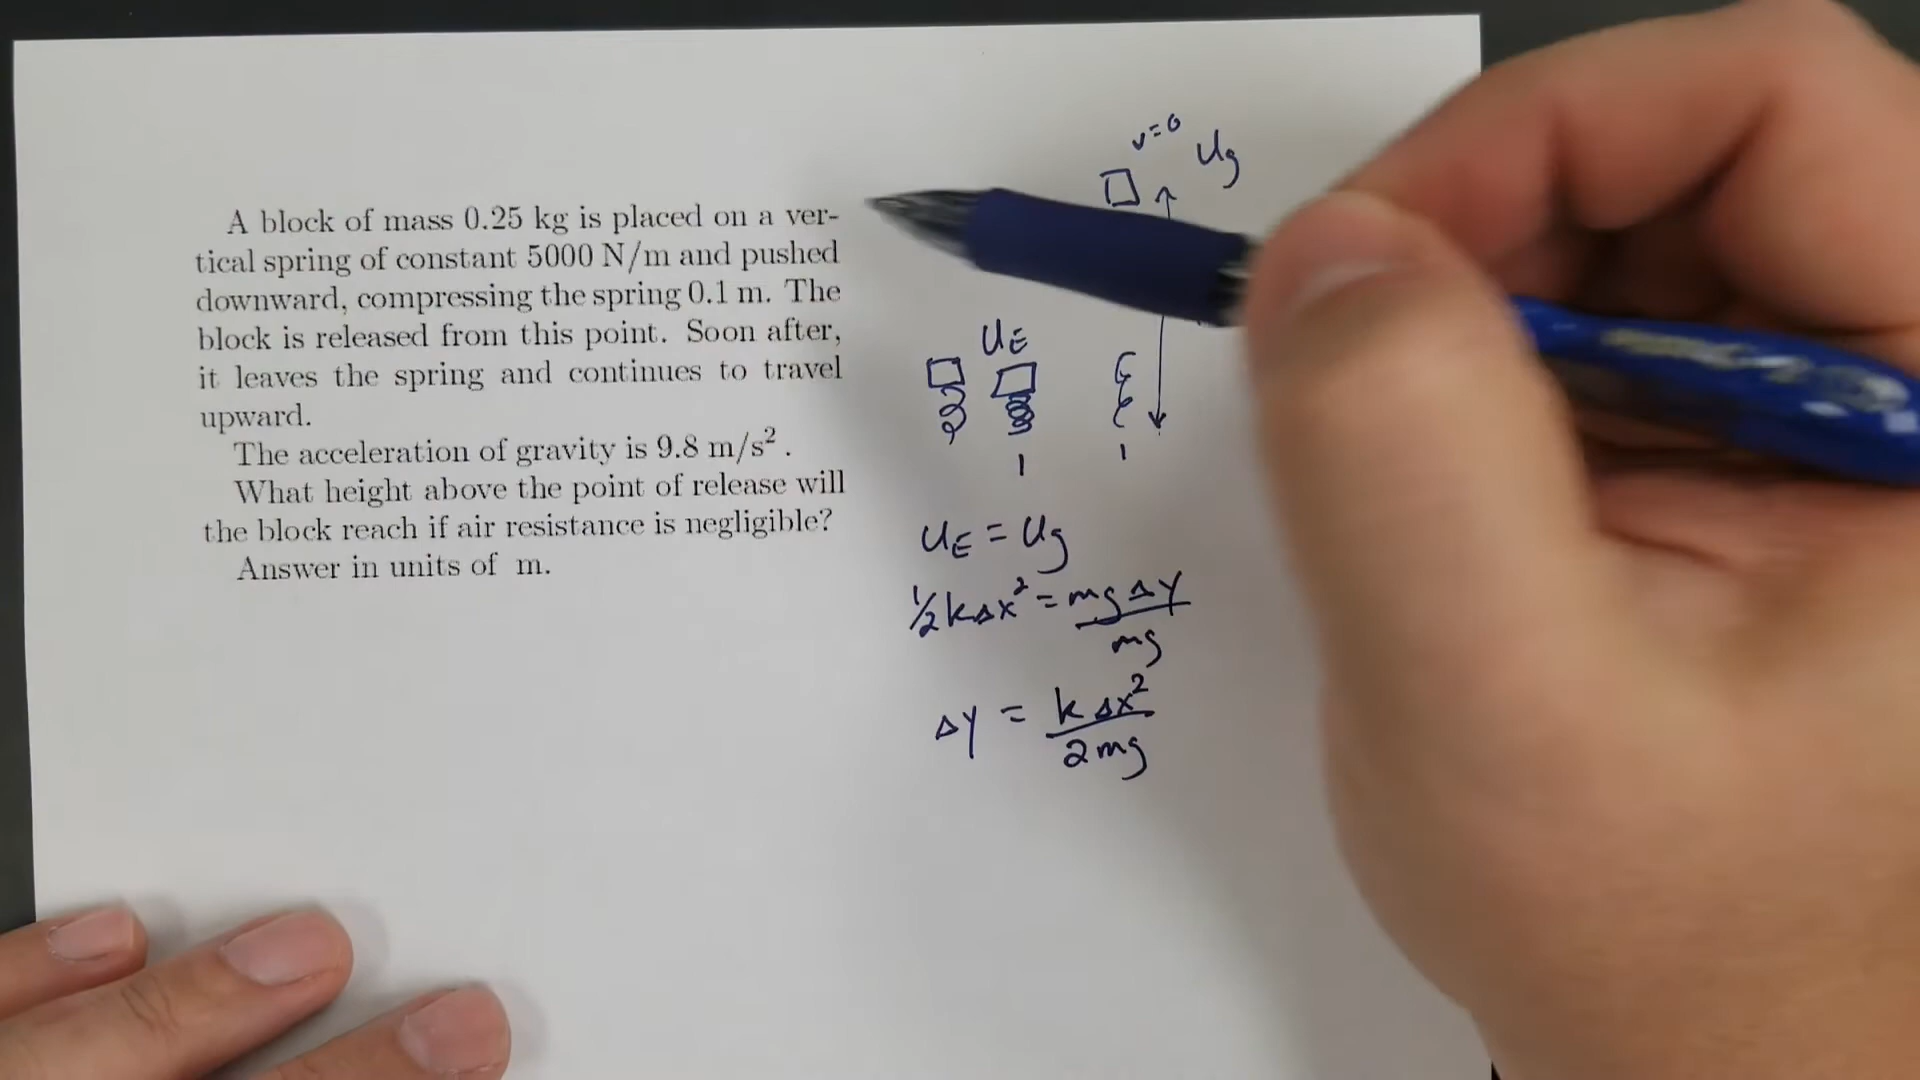 A block of mass 0.25 kg is placed on a ver-
tical spring of constant 5000 N/m and pushed
downward, compressing the spring 0.1 m. The
block is released from this point. Soon after,
it leaves the spring and continues to travel
upward.
The acceleration of gravity is 9.8 m/s² .
What height above the point of release will
the block reach if air resistance is negligible?
Answer in units of m.
v=0
Ug
UE
UE = Ug
½kΔx² = mgΔy
mg
Δy = kΔx²
2mg